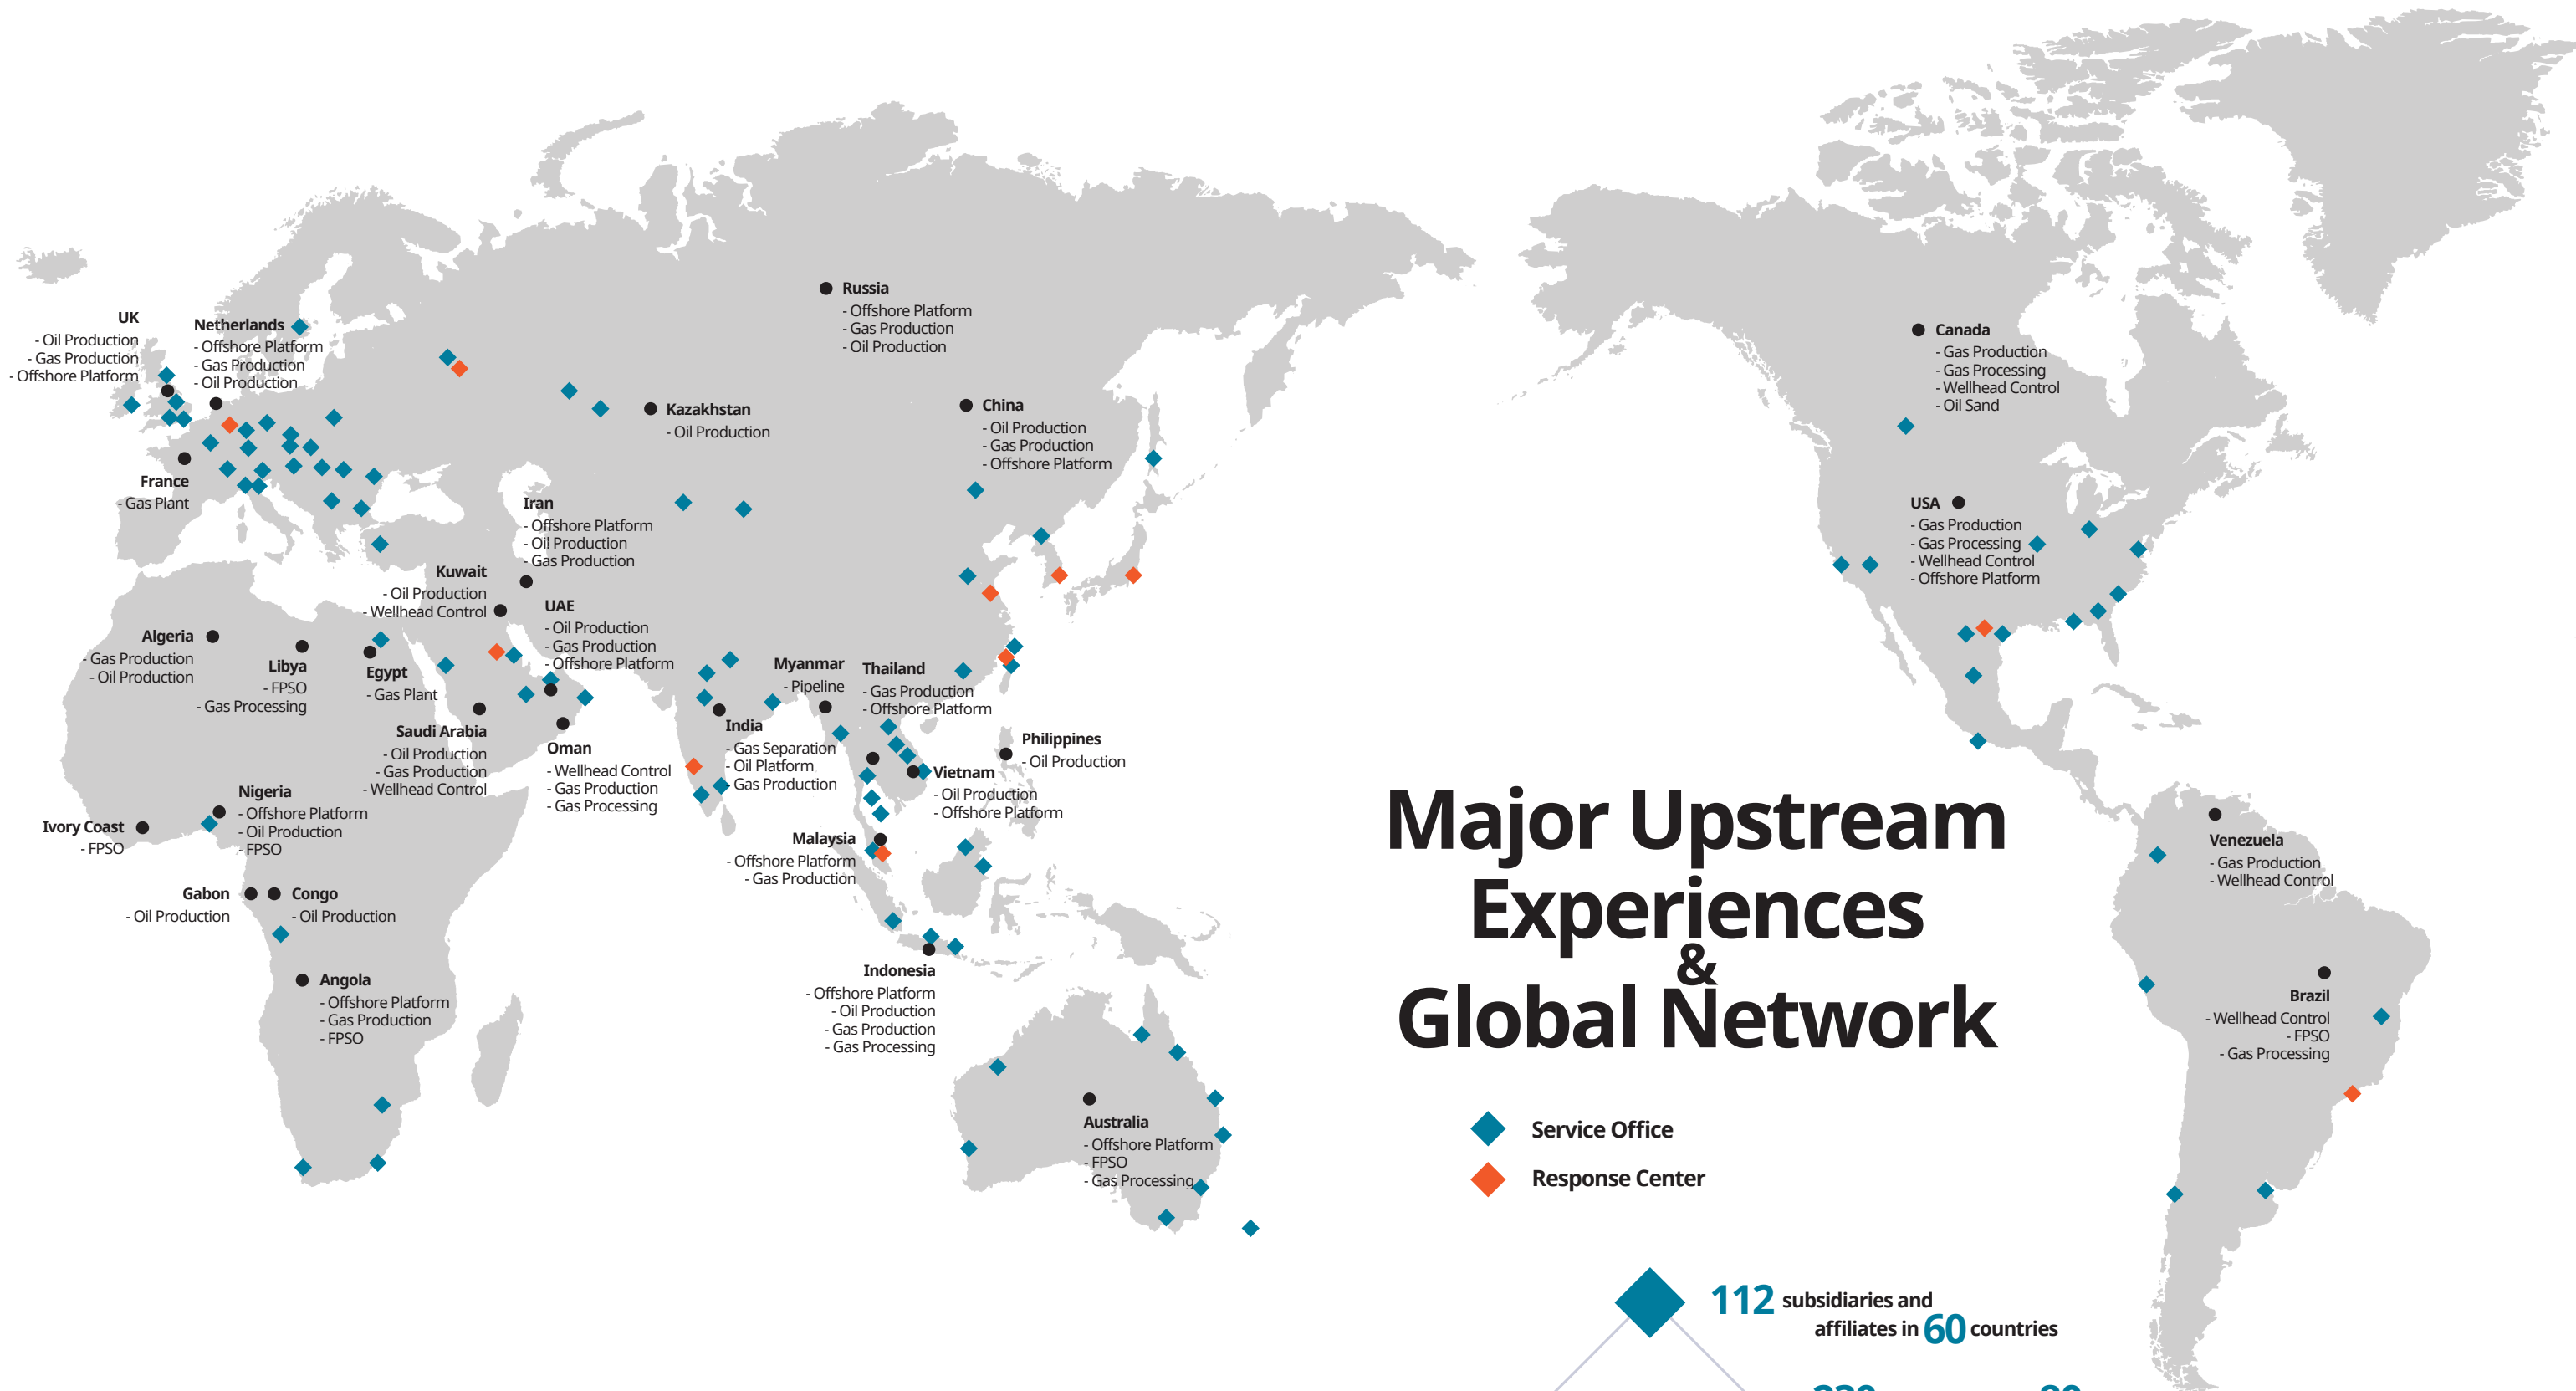 UK
- Oil Production
- Gas Production
- Offshore Platform
Netherlands
- Offshore Platform
- Gas Production
- Oil Production
France
- Gas Plant
Russia
- Offshore Platform
- Gas Production
- Oil Production
Kazakhstan
- Oil Production
China
- Oil Production
- Gas Production
- Offshore Platform
Iran
- Offshore Platform
- Oil Production
- Gas Production
Kuwait
- Oil Production
- Wellhead Control
UAE
- Oil Production
- Gas Production
- Offshore Platform
Algeria
- Gas Production
- Oil Production
Libya
- FPSO
- Gas Processing
Egypt
- Gas Plant
Saudi Arabia
- Oil Production
- Gas Production
- Wellhead Control
Oman
- Wellhead Control
- Gas Production
- Gas Processing
Myanmar
- Pipeline
Thailand
- Gas Production
- Offshore Platform
India
- Gas Separation
- Oil Platform
- Gas Production
Philippines
- Oil Production
Vietnam
- Oil Production
- Offshore Platform
Nigeria
- Offshore Platform
- Oil Production
- FPSO
Ivory Coast
- FPSO
Malaysia
- Offshore Platform
- Gas Production
Gabon
- Oil Production
Congo
- Oil Production
Angola
- Offshore Platform
- Gas Production
- FPSO
Indonesia
- Offshore Platform
- Oil Production
- Gas Production
- Gas Processing
Australia
- Offshore Platform
- FPSO
- Gas Processing
Canada
- Gas Production
- Gas Processing
- Wellhead Control
- Oil Sand
USA
- Gas Production
- Gas Processing
- Wellhead Control
- Offshore Platform
Venezuela
- Gas Production
- Wellhead Control
Brazil
- Wellhead Control
- FPSO
- Gas Processing
Major Upstream
Experiences
&
Global Network
Service Office
Response Center
112 subsidiaries and
affiliates in 60 countries